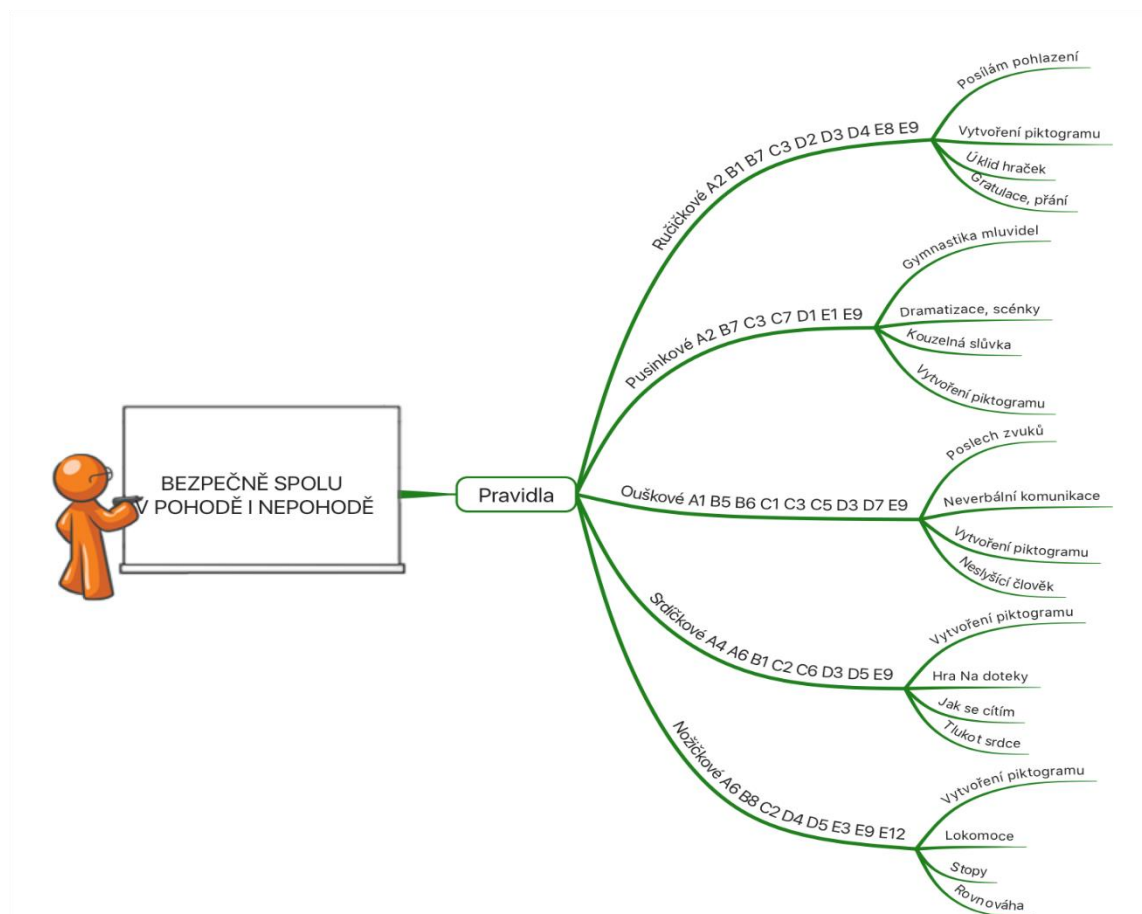 BEZPEČNĚ SPOLU
V POHODĚ I NEPOHODĚ
Pravidla
Ručičkové A2 B1 B7 C3 D2 D3 D4 E8 E9
Posílám pohlazení
Vytvoření piktogramu
Úklid hraček
Gratulace, přání
Pusinkové A2 B7 C3 C7 D1 E1 E9
Gymnastika mluvidel
Dramatizace, scénky
Kouzelná slůvka
Vytvoření piktogramu
Ouškové A1 B5 B6 C1 C3 C5 D3 D7 E9
Poslech zvuků
Neverbální komunikace
Vytvoření piktogramu
Neslyšící člověk
Srdíčkové A4 A6 B1 C2 C6 D3 D5 E9
Vytvoření piktogramu
Hra Na doteky
Jak se cítím
Tlukot srdce
Nožičkové A6 B8 C2 D4 D5 E3 E9 E12
Vytvoření piktogramu
Lokomoce
Stopy
Rovnováha